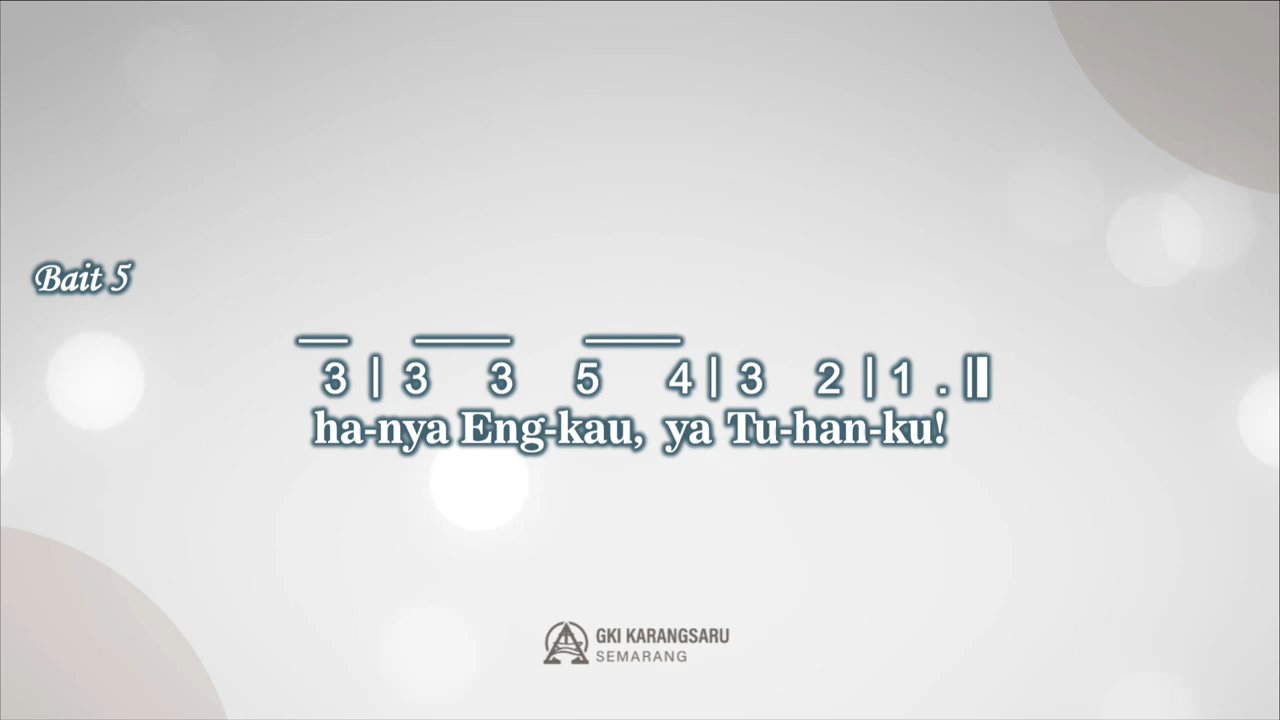 Bait 5
3 | 3 3 5 4 | 3 2 | 1 . ||
ha-nya Eng-kau, ya Tu-han-ku!
GKI KARANGSARU
SEMARANG